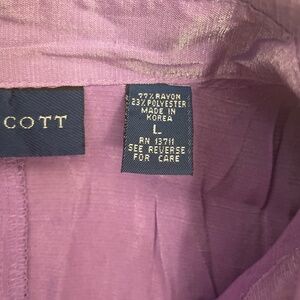 COTT
77% RAYON
23% POLYESTER
MADE IN
KOREA
L
RN 13711
SEE REVERSE
FOR CARE